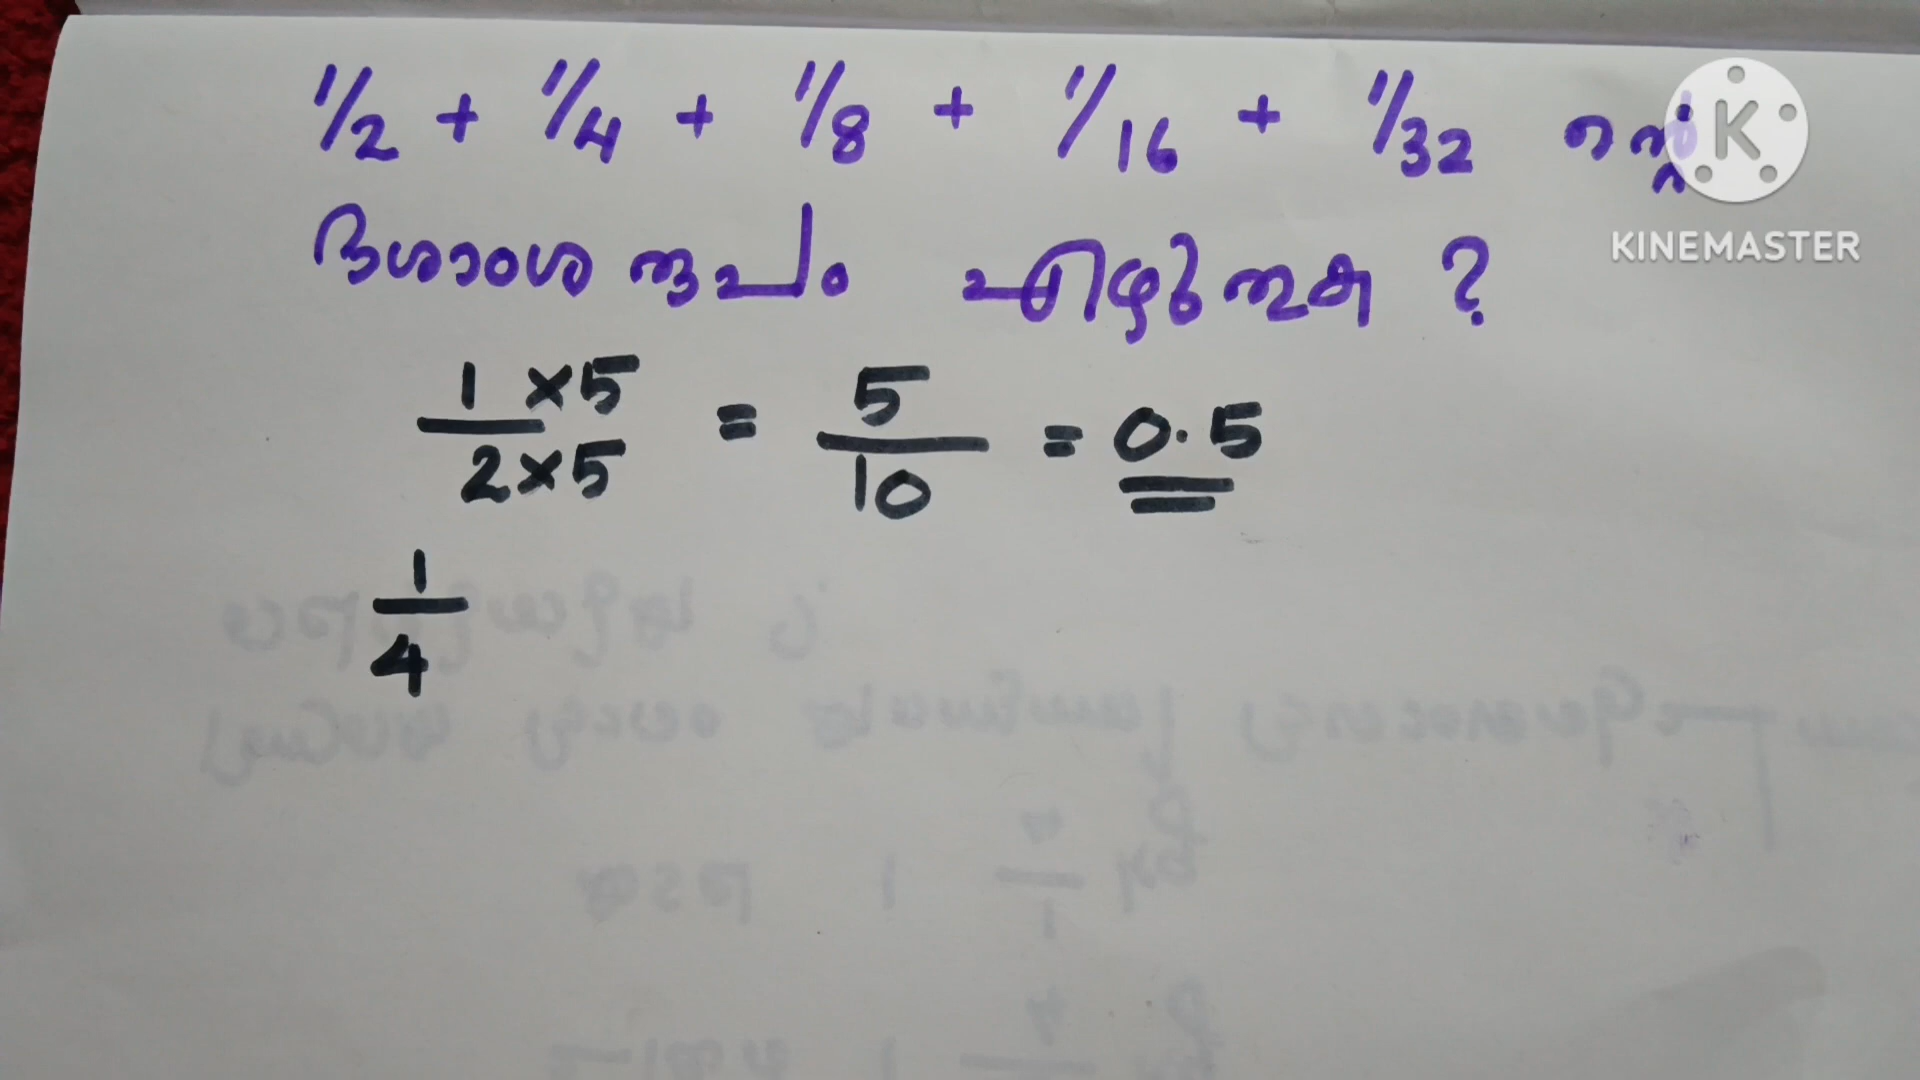 1/2 + 1/4 + 1/8 + 1/16 + 1/32 ന്റെ
ദശാംശ രൂപം എഴുതുക ?
1 × 5 / 2 × 5 = 5 / 10 = 0.5
1 / 4
K
KINEMASTER